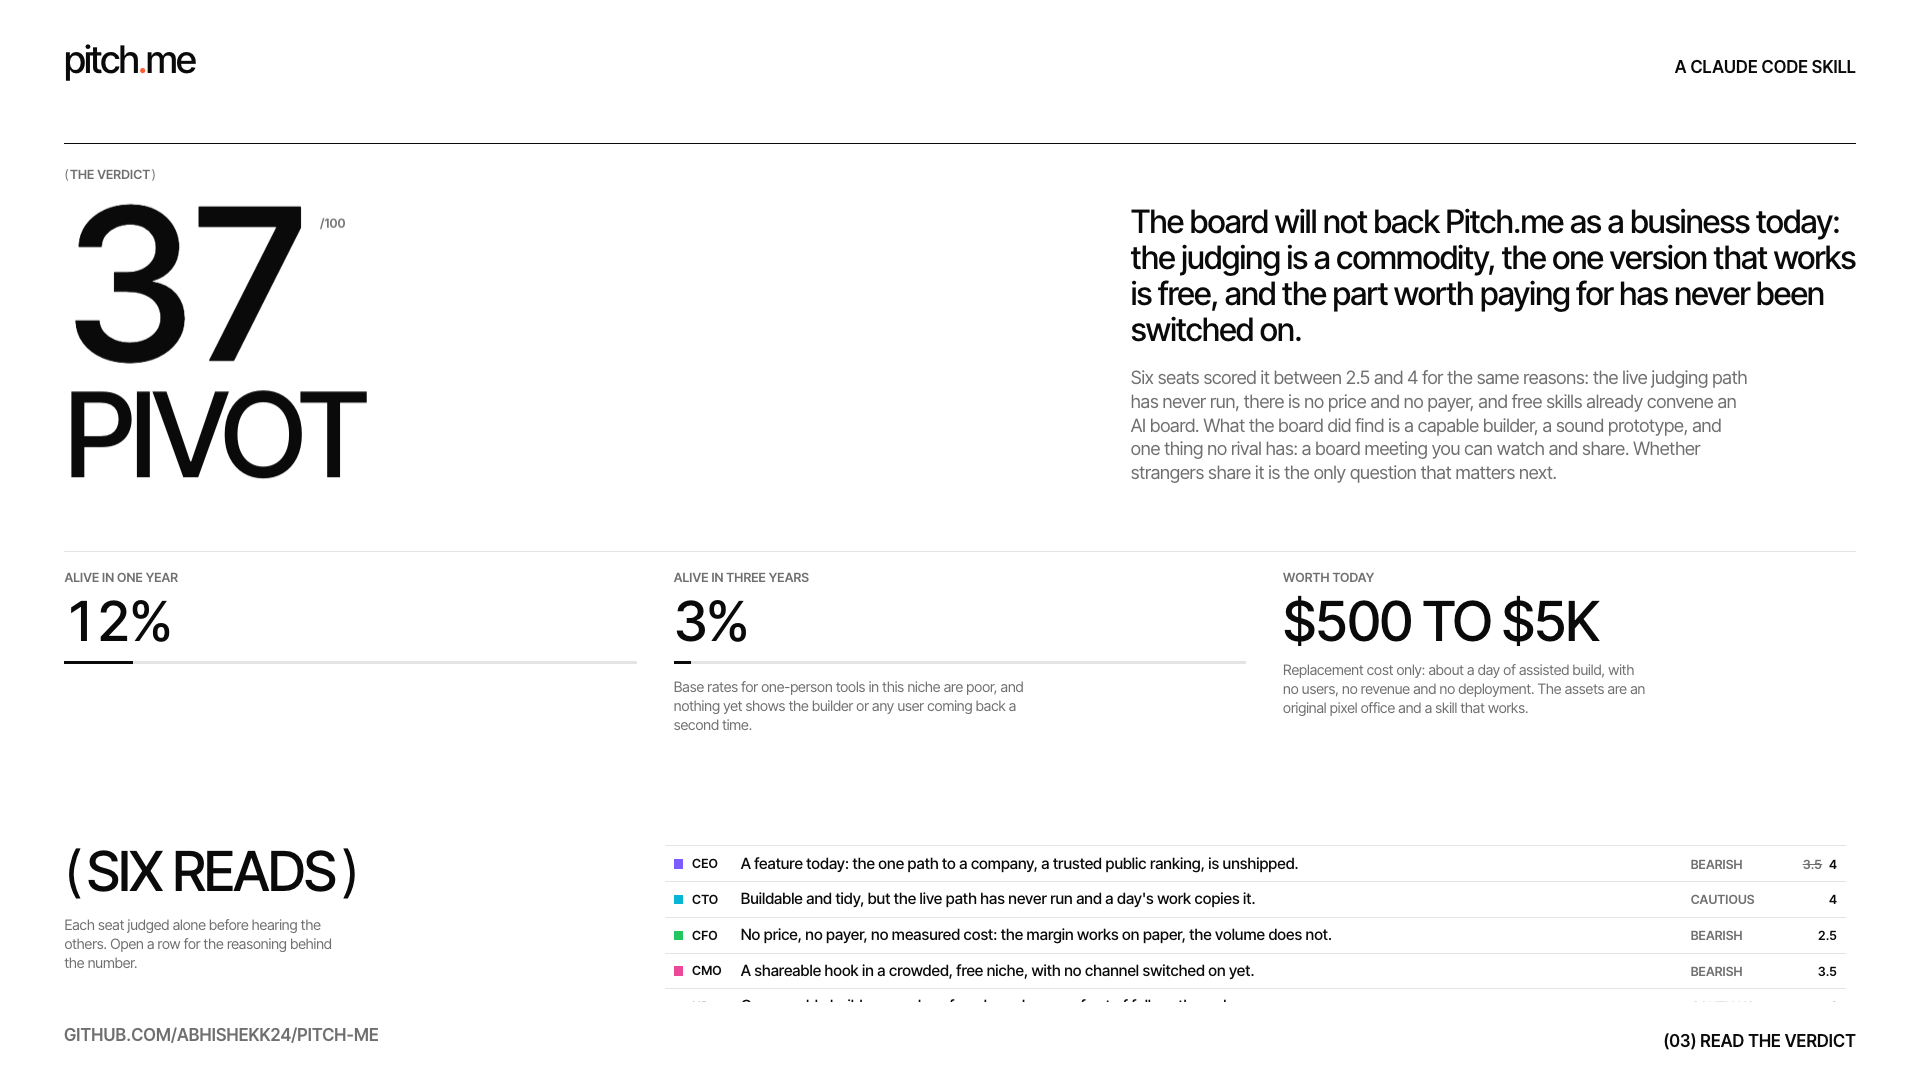 pitch.me
A CLAUDE CODE SKILL
(THE VERDICT)
37 /100
PIVOT
The board will not back Pitch.me as a business today:
the judging is a commodity, the one version that works
is free, and the part worth paying for has never been
switched on.
Six seats scored it between 2.5 and 4 for the same reasons: the live judging path
has never run, there is no price and no payer, and free skills already convene an
AI board. What the board did find is a capable builder, a sound prototype, and
one thing no rival has: a board meeting you can watch and share. Whether
strangers share it is the only question that matters next.
ALIVE IN ONE YEAR
12%
ALIVE IN THREE YEARS
3%
Base rates for one-person tools in this niche are poor, and
nothing yet shows the builder or any user coming back a
second time.
WORTH TODAY
$500 TO $5K
Replacement cost only: about a day of assisted build, with
no users, no revenue and no deployment. The assets are an
original pixel office and a skill that works.
(SIX READS)
Each seat judged alone before hearing the
others. Open a row for the reasoning behind
the number.
CEO A feature today: the one path to a company, a trusted public ranking, is unshipped. BEARISH 3.5 4
CTO Buildable and tidy, but the live path has never run and a day's work copies it. CAUTIOUS 4
CFO No price, no payer, no measured cost: the margin works on paper, the volume does not. BEARISH 2.5
CMO A shareable hook in a crowded, free niche, with no channel switched on yet. BEARISH 3.5
GITHUB.COM/ABHISHEKK24/PITCH-ME
(03) READ THE VERDICT